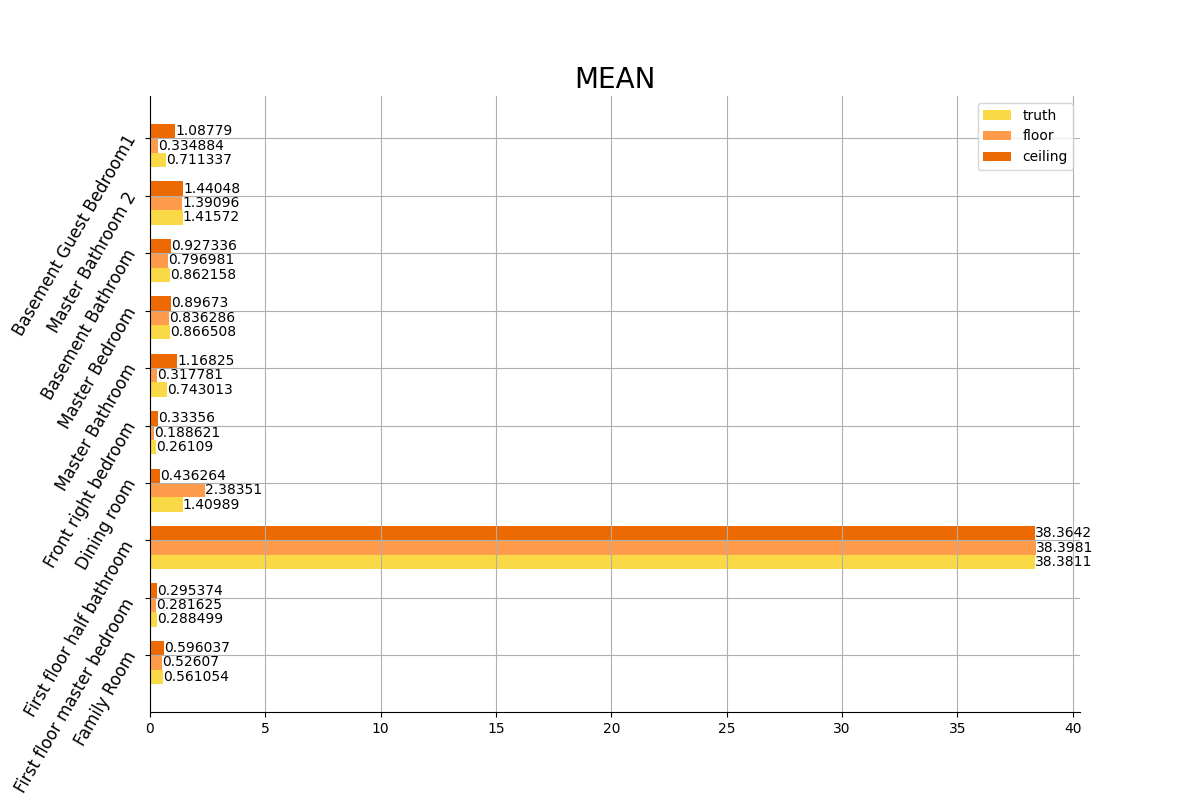 MEAN
truth
floor
ceiling
Basement Guest Bedroom1
1.08779
0.334884
0.711337
Master Bathroom 2
1.44048
1.39096
1.41572
Basement Bathroom
0.927336
0.796981
0.862158
Master Bedroom
0.89673
0.836286
0.866508
Master Bathroom
1.16825
0.317781
0.743013
Front right bedroom
0.33356
0.188621
0.26109
Dining room
0.436264
2.38351
1.40989
First floor half bathroom
38.3642
38.3981
38.3811
First floor master bedroom
0.295374
0.281625
0.288499
Family Room
0.596037
0.52607
0.561054
0 5 10 15 20 25 30 35 40